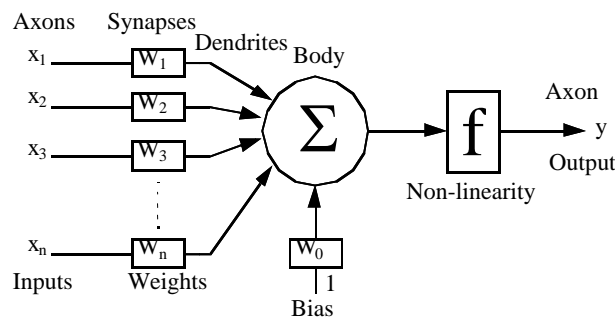 Axons Synapses
Dendrites
Body
x1 W1
x2 W2
x3 W3
xn Wn
Σ
f
Axon
y
Output
Non-linearity
W0
1
Inputs Weights
Bias